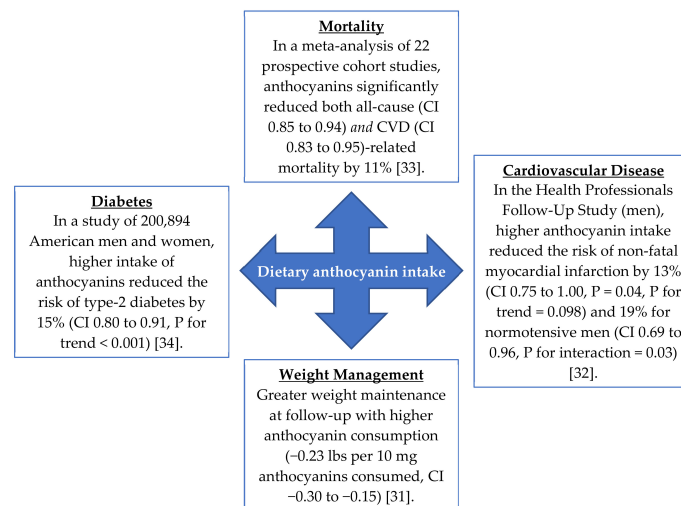 Mortality
In a meta-analysis of 22
prospective cohort studies,
anthocyanins significantly
reduced both all-cause (CI
0.85 to 0.94) and CVD (CI
0.83 to 0.95)-related
mortality by 11% [33].
Diabetes
In a study of 200,894
American men and women,
higher intake of
anthocyanins reduced the
risk of type-2 diabetes by
15% (CI 0.80 to 0.91, P for
trend < 0.001) [34].
Dietary anthocyanin intake
Cardiovascular Disease
In the Health Professionals
Follow-Up Study (men),
higher anthocyanin intake
reduced the risk of non-fatal
myocardial infarction by 13%
(CI 0.75 to 1.00, P = 0.04, P for
trend = 0.098) and 19% for
normotensive men (CI 0.69 to
0.96, P for interaction = 0.03)
[32].
Weight Management
Greater weight maintenance
at follow-up with higher
anthocyanin consumption
(−0.23 lbs per 10 mg
anthocyanins consumed, CI
−0.30 to −0.15) [31].